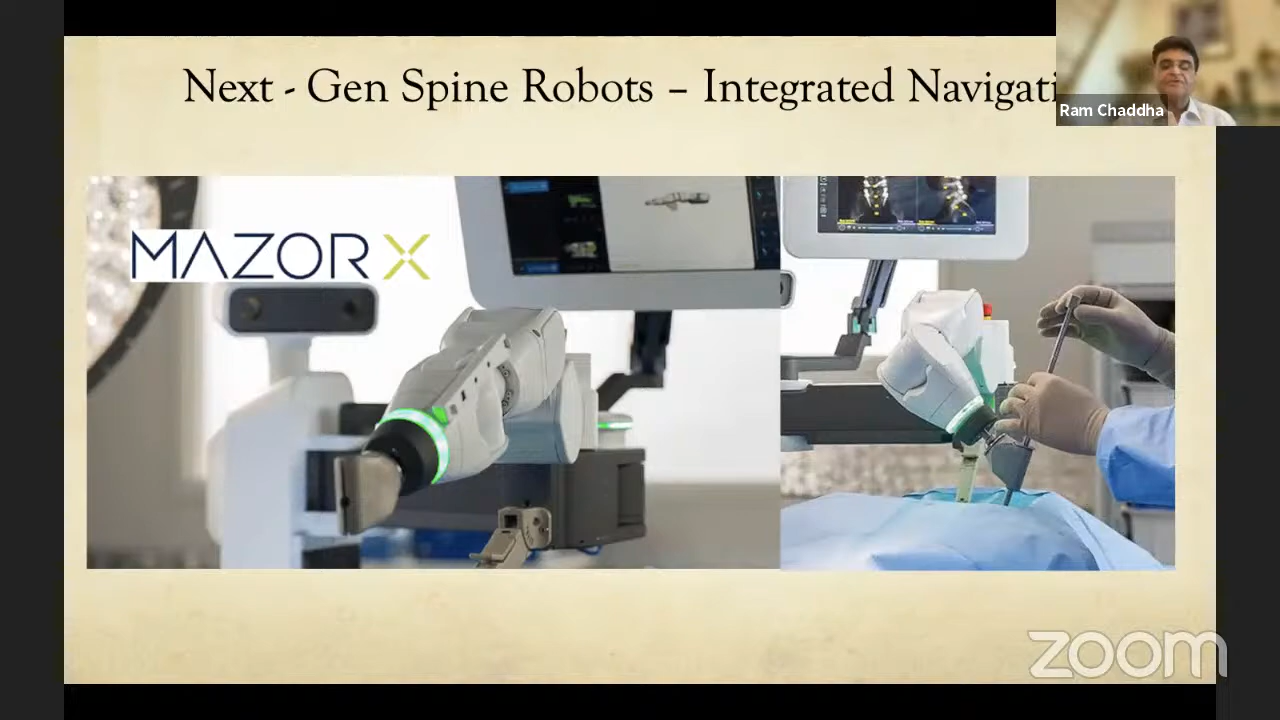 Next - Gen Spine Robots – Integrated Navigati
Ram Chaddha
MAZOR X
zoom